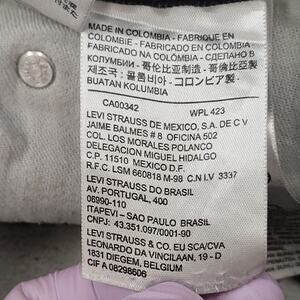 MADE IN COLOMBIA - FABRIQUE EN
COLOMBIE - FABRICADO EN COLOMBIA
FABRICADO NA COLÔMBIA - СДЕЛАНО В
КОЛУМБИИ - 哥伦比亚制造 - 哥倫比亞製
제조국 : 콜롬비아 - コロンビア製 -
BUATAN KOLUMBIA
CA00342 WPL 423
LEVI STRAUSS DE MEXICO, S.A. DE C V
JAIME BALMES # 8 OFICINA 502
COL. LOS MORALES POLANCO
DELEGACION MIGUEL HIDALGO
C.P. 11510 MEXICO D.F.
R.F.C. LSM 660818 M-98 C.N.I.V 3337
LEVI STRAUSS DO BRASIL
AV. PORTUGAL, 400
06990-110
ITAPEVI - SAO PAULO BRASIL
CNPJ: 43.351.097/0001-90
LEVI STRAUSS & CO. EU SCA/CVA
LEONARDO DA VINCILAAN, 19 - D
1831 DIEGEM, BELGIUM
CIF A 08298606